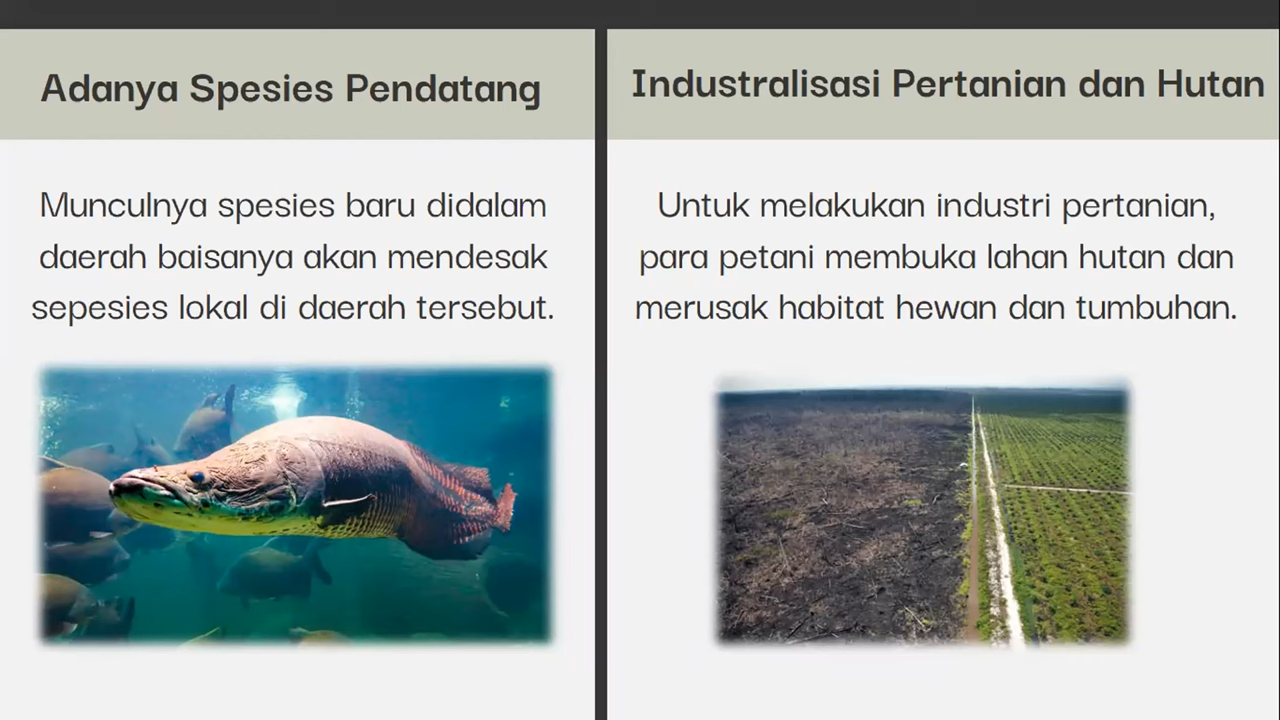 Adanya Spesies Pendatang
Munculnya spesies baru didalam
daerah baisanya akan mendesak
sepesies lokal di daerah tersebut.
Industralisasi Pertanian dan Hutan
Untuk melakukan industri pertanian,
para petani membuka lahan hutan dan
merusak habitat hewan dan tumbuhan.